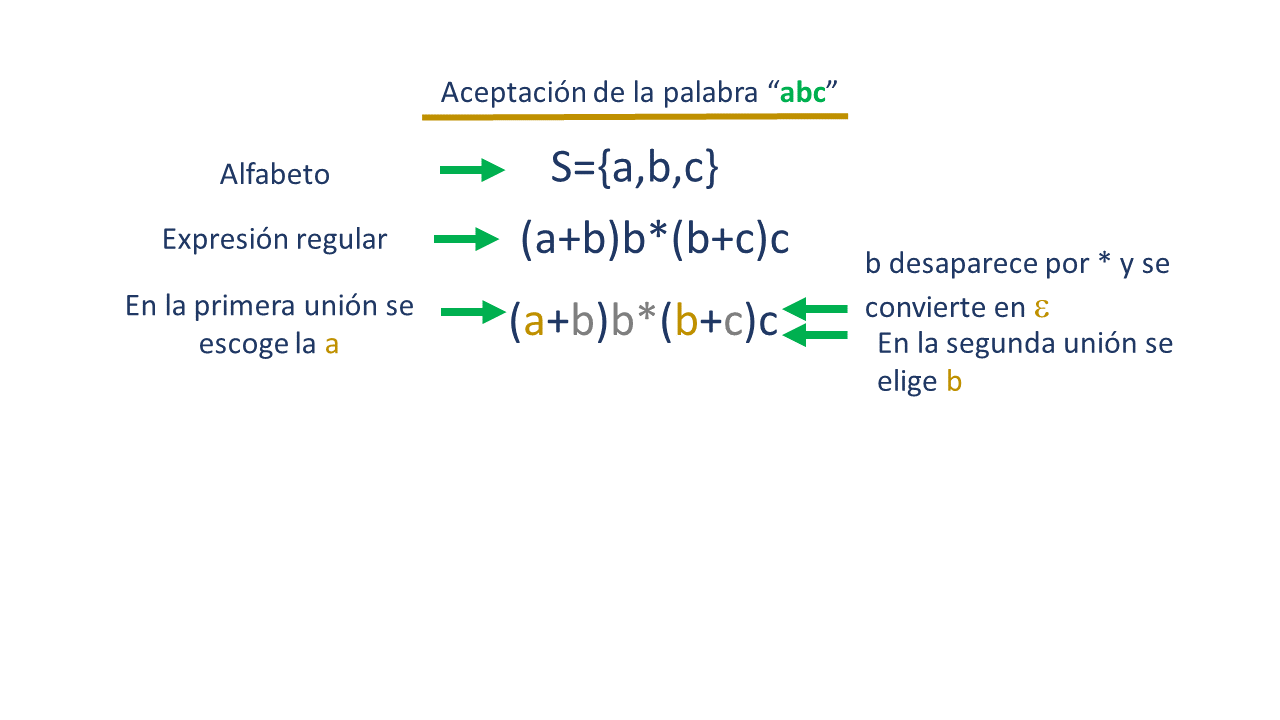 Aceptación de la palabra “abc”
Alfabeto
S={a,b,c}
Expresión regular
(a+b)b*(b+c)c
En la primera unión se
escoge la a
(a+b)b*(b+c)c
b desaparece por * y se
convierte en ε
En la segunda unión se
elige b